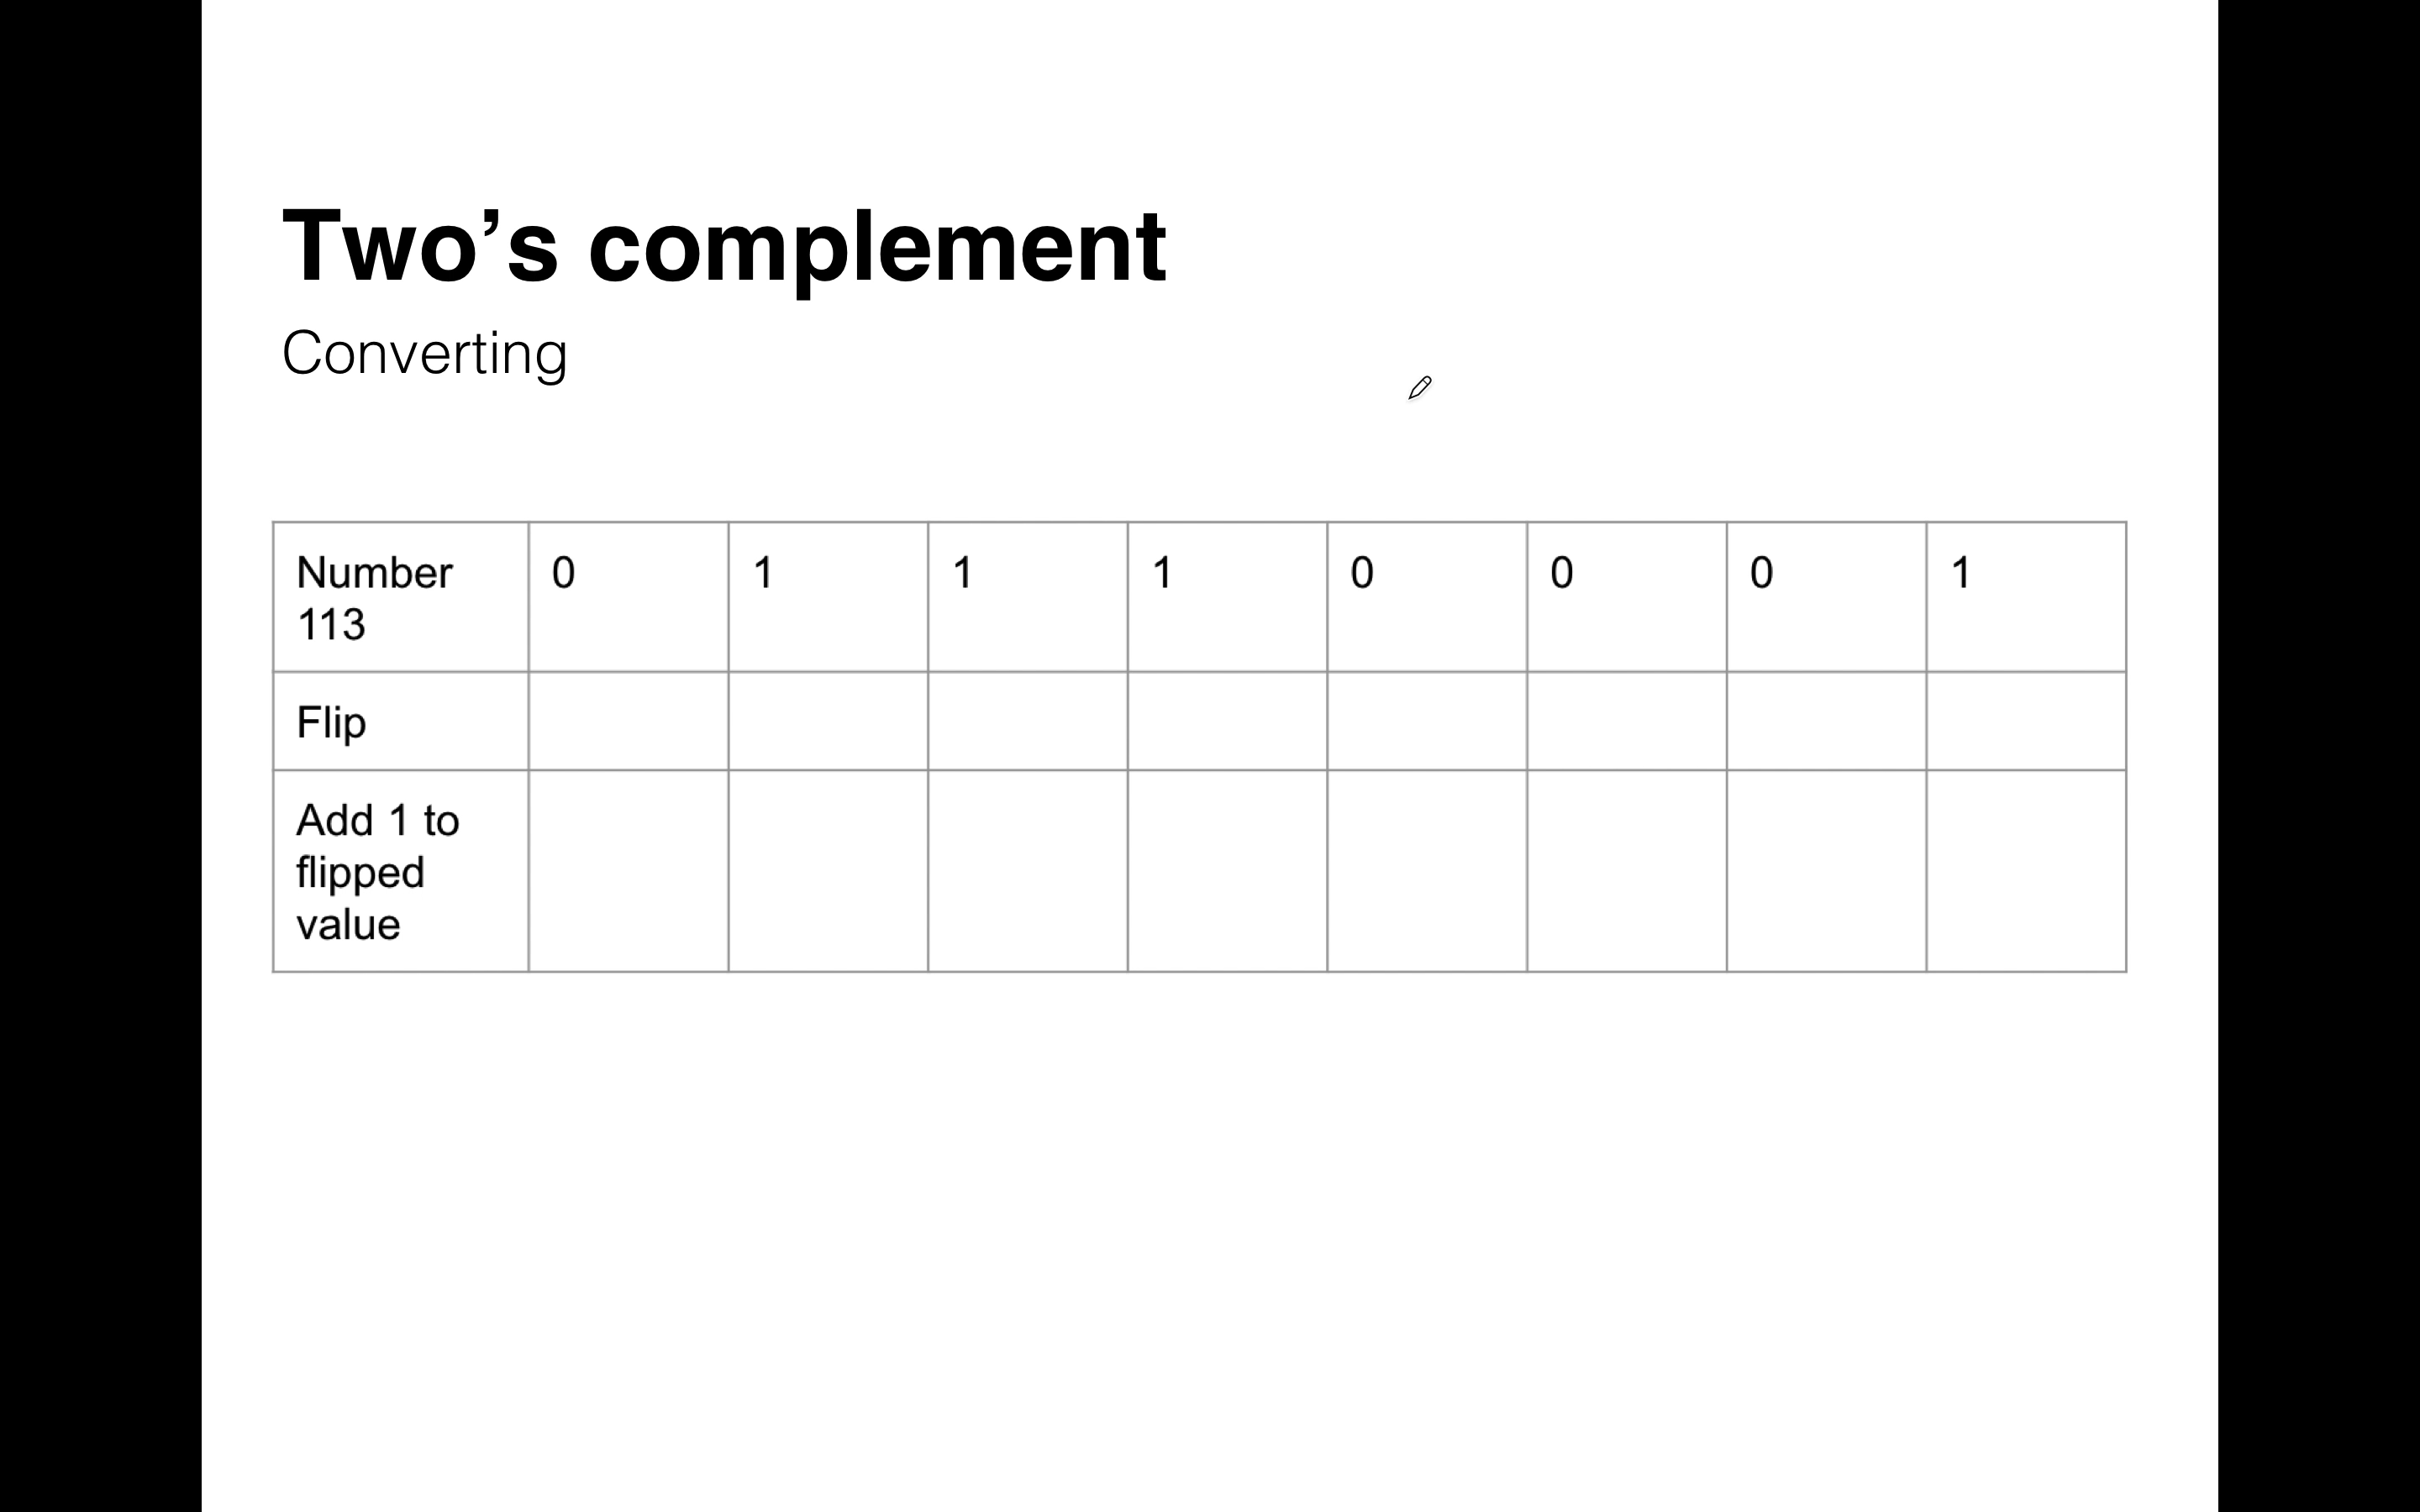 Two’s complement
Converting
Number 0 1 1 1 0 0 0 1
113
Flip
Add 1 to
flipped
value